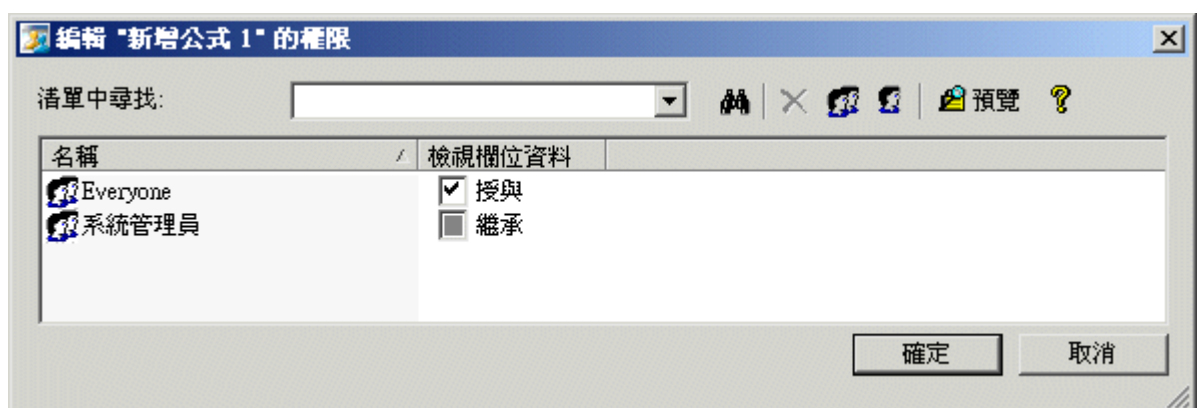 編輯 "新增公式 1" 的權限
清單中尋找: 預覽
名稱 檢視欄位資料
Everyone 授與
系統管理員 繼承
確定 取消